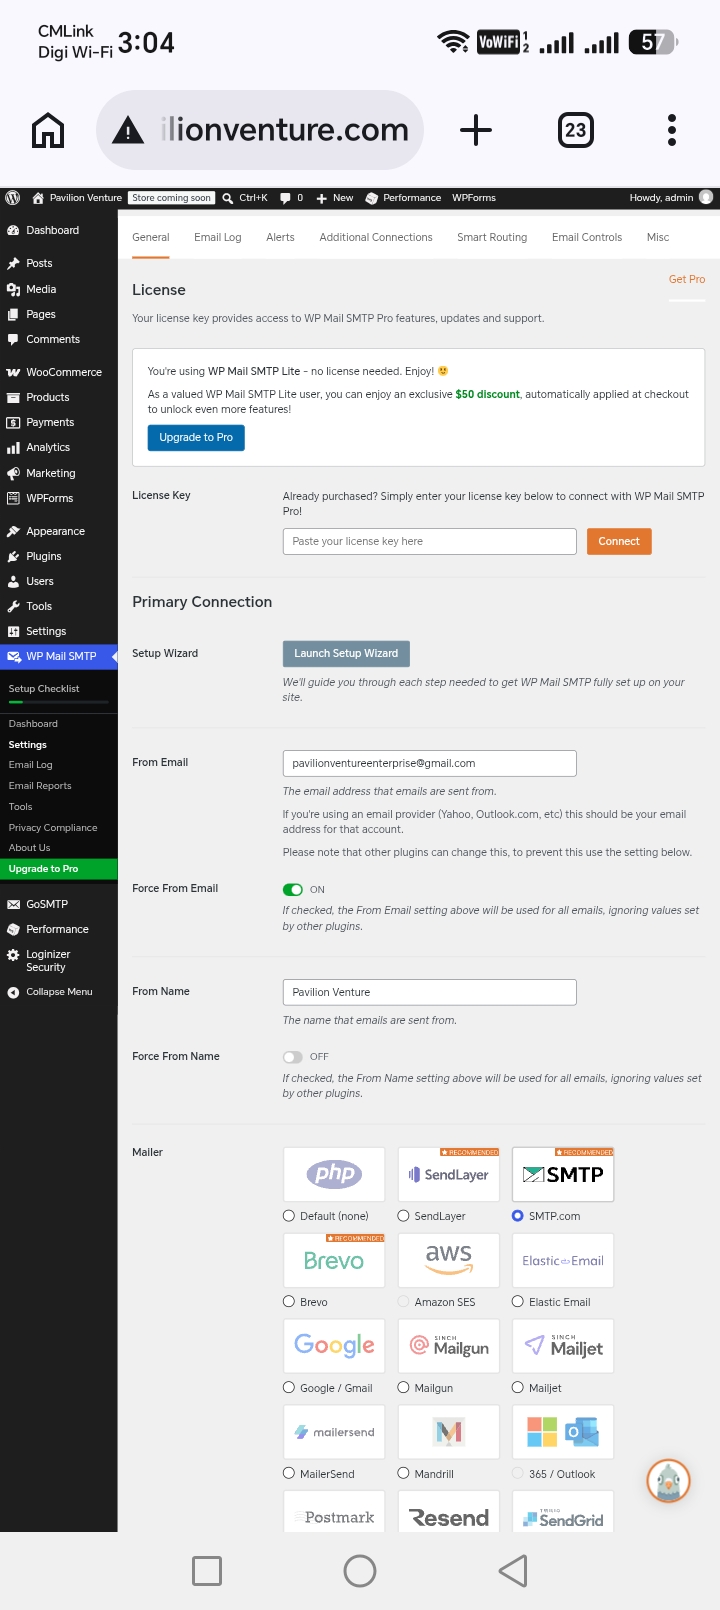 CMLink
Digi Wi-Fi
3:04
VoWiFi 1 2
57
ilionventure.com
23
Pavilion Venture Store coming soon Ctrl+K 0 New Performance WPForms Howdy, admin
Dashboard
Posts
Media
Pages
Comments
WooCommerce
Products
Payments
Analytics
Marketing
WPForms
Appearance
Plugins
Users
Tools
Settings
WP Mail SMTP
Setup Checklist
Dashboard
Settings
Email Log
Email Reports
Tools
Privacy Compliance
About Us
Upgrade to Pro
GoSMTP
Performance
Loginizer
Security
Collapse Menu
General Email Log Alerts Additional Connections Smart Routing Email Controls Misc
Get Pro
License
Your license key provides access to WP Mail SMTP Pro features, updates and support.
You're using WP Mail SMTP Lite - no license needed. Enjoy! 🙂
As a valued WP Mail SMTP Lite user, you can enjoy an exclusive $50 discount, automatically applied at checkout
to unlock even more features!
Upgrade to Pro
License Key
Already purchased? Simply enter your license key below to connect with WP Mail SMTP
Pro!
Paste your license key here
Connect
Primary Connection
Setup Wizard
Launch Setup Wizard
We'll guide you through each step needed to get WP Mail SMTP fully set up on your
site.
From Email
pavilionventureenterprise@gmail.com
The email address that emails are sent from.
If you're using an email provider (Yahoo, Outlook.com, etc) this should be your email
address for that account.
Please note that other plugins can change this, to prevent this use the setting below.
Force From Email
ON
If checked, the From Email setting above will be used for all emails, ignoring values set
by other plugins.
From Name
Pavilion Venture
The name that emails are sent from.
Force From Name
OFF
If checked, the From Name setting above will be used for all emails, ignoring values set
by other plugins.
Mailer
RECOMMENDED RECOMMENDED
php SendLayer SMTP
Default (none) SendLayer SMTP.com
RECOMMENDED
Brevo aws Elastic Email
Brevo Amazon SES Elastic Email
Google SINCH Mailgun SINCH Mailjet
Google / Gmail Mailgun Mailjet
mailersend
MailerSend Mandrill 365 / Outlook
Postmark Resend TWILIO SendGrid